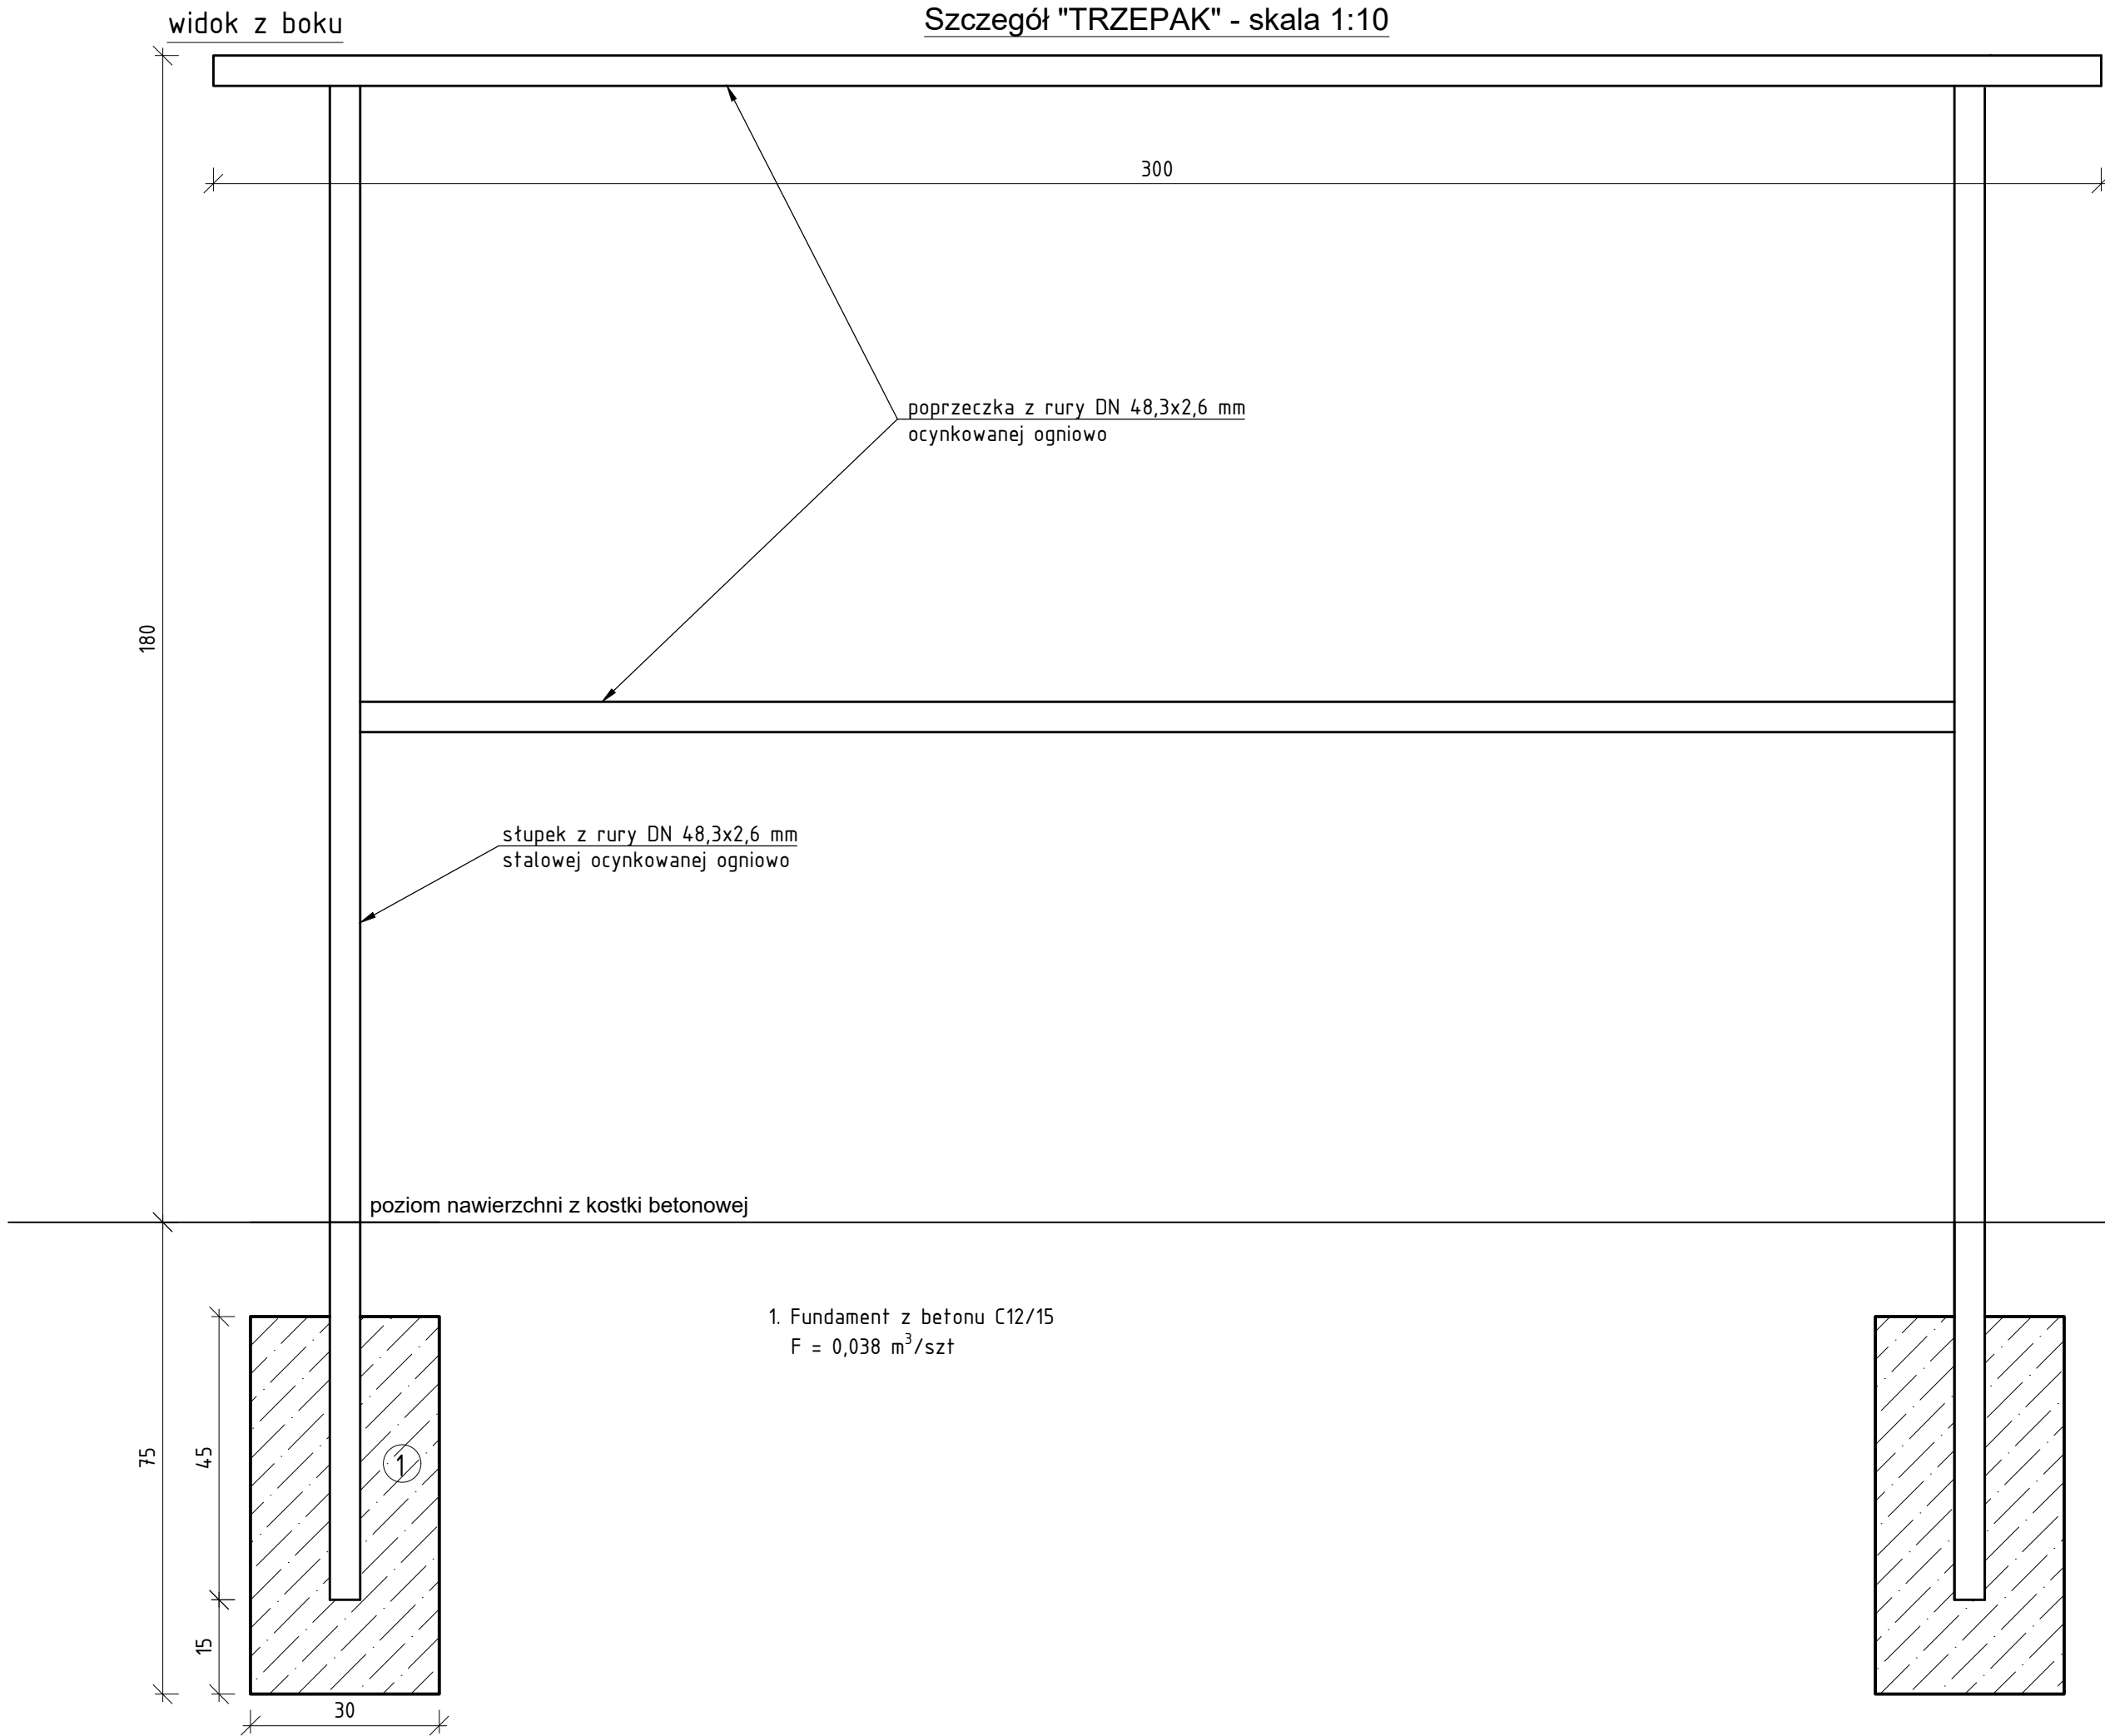 widok z boku
Szczegół "TRZEPAK" - skala 1:10
300
poprzeczka z rury DN 48,3x2,6 mm
ocynkowanej ogniowo
180
słupek z rury DN 48,3x2,6 mm
stalowej ocynkowanej ogniowo
poziom nawierzchni z kostki betonowej
1. Fundament z betonu C12/15
F = 0,038 m³/szt
75
45
1
15
30